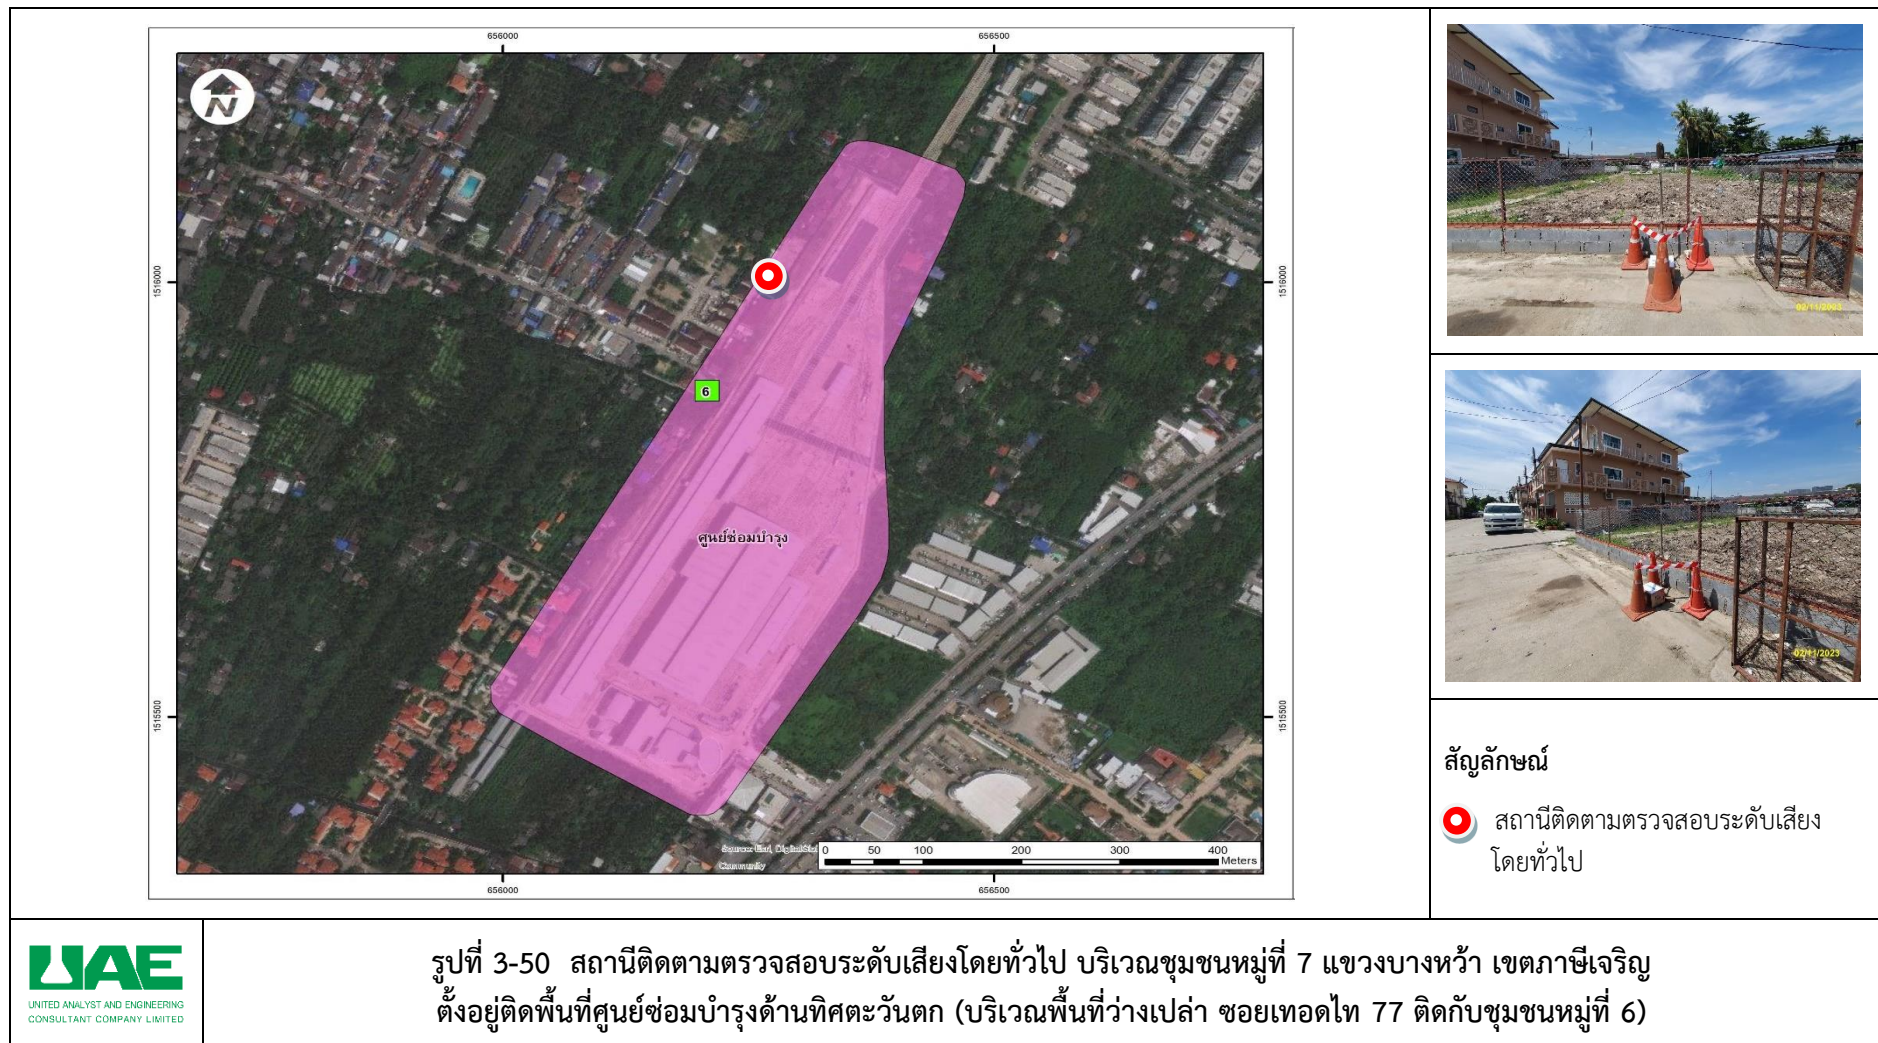 656000
656500
N
1516000
1516000
6
ศูนย์ซ่อมบำรุง
1515500
1515500
Source: Esri, DigitalGlo
Community
0 50 100 200 300 400
Meters
656000
656500
02/11/2023
02/11/2023
สัญลักษณ์
สถานีติดตามตรวจสอบระดับเสียง
โดยทั่วไป
UAE
UNITED ANALYST AND ENGINEERING
CONSULTANT COMPANY LIMITED
รูปที่ 3-50 สถานีติดตามตรวจสอบระดับเสียงโดยทั่วไป บริเวณชุมชนหมู่ที่ 7 แขวงบางหว้า เขตภาษีเจริญ
ตั้งอยู่ติดพื้นที่ศูนย์ซ่อมบำรุงด้านทิศตะวันตก (บริเวณพื้นที่ว่างเปล่า ซอยเทอดไท 77 ติดกับชุมชนหมู่ที่ 6)